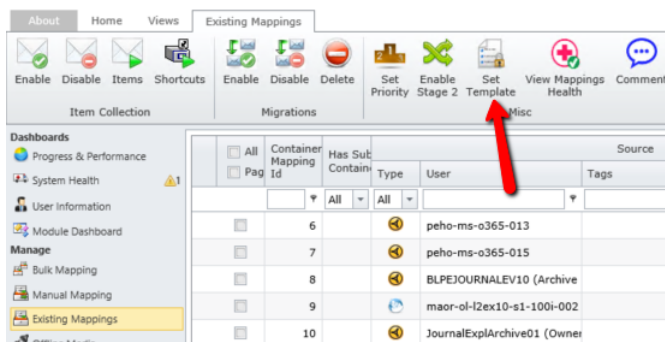 About Home Views Existing Mappings
Enable Disable Items Shortcuts Enable Disable Delete Set Priority Enable Stage 2 Set Template View Mappings Health Comment
Item Collection Migrations Misc
Dashboards
Progress & Performance
System Health 1
User Information
Module Dashboard
Manage
Bulk Mapping
Manual Mapping
Existing Mappings
All Container Mapping Id Has Sub Contain Source
Pag Type User Tags
All All
6 peho-ms-o365-013
7 peho-ms-o365-015
8 BLPEJOURNALEV10 (Archive
9 maor-ol-l2ex10-s1-100i-002
10 JournalExplArchive01 (Owner